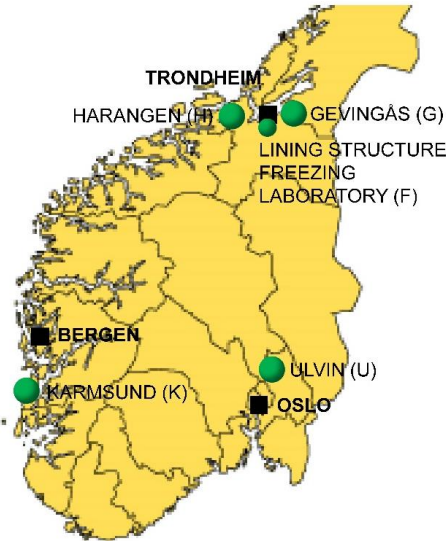 TRONDHEIM
HARANGEN (H)
GEVINGÅS (G)
LINING STRUCTURE
FREEZING
LABORATORY (F)
BERGEN
ULVIN (U)
KARMSUND (K)
OSLO